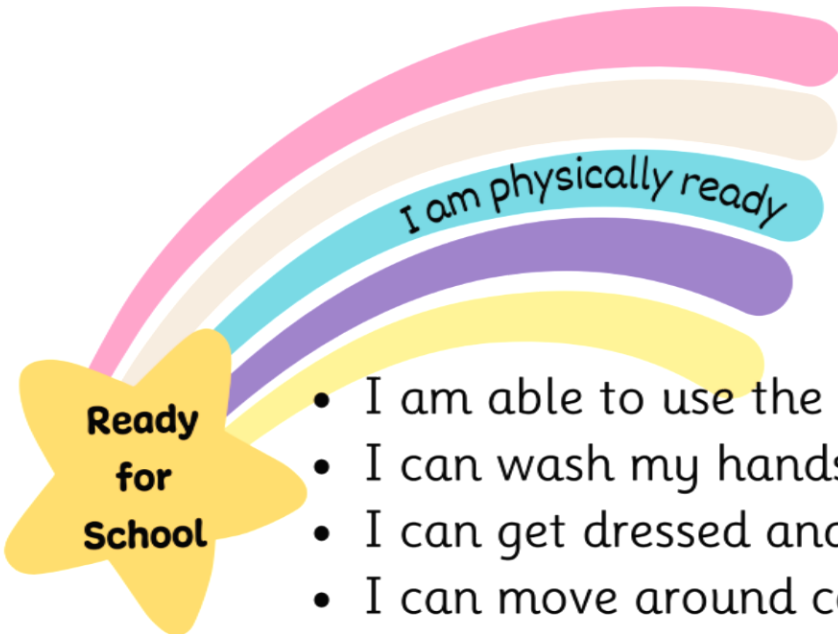 I am physically ready
Ready
for
School
• I am able to use the
• I can wash my hands
• I can get dressed and
• I can move around